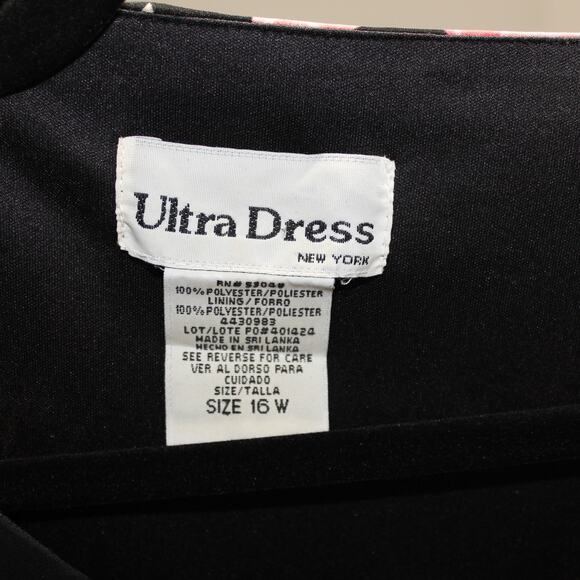 Ultra Dress
NEW YORK
RN# 53048
100% POLYESTER/POLIESTER
LINING/FORRO
100% POLYESTER/POLIESTER
4430983
LOT/LOTE PO#401424
MADE IN SRI LANKA
HECHO EN SRI LANKA
SEE REVERSE FOR CARE
VER AL DORSO PARA
CUIDADO
SIZE/TALLA
SIZE 16 W